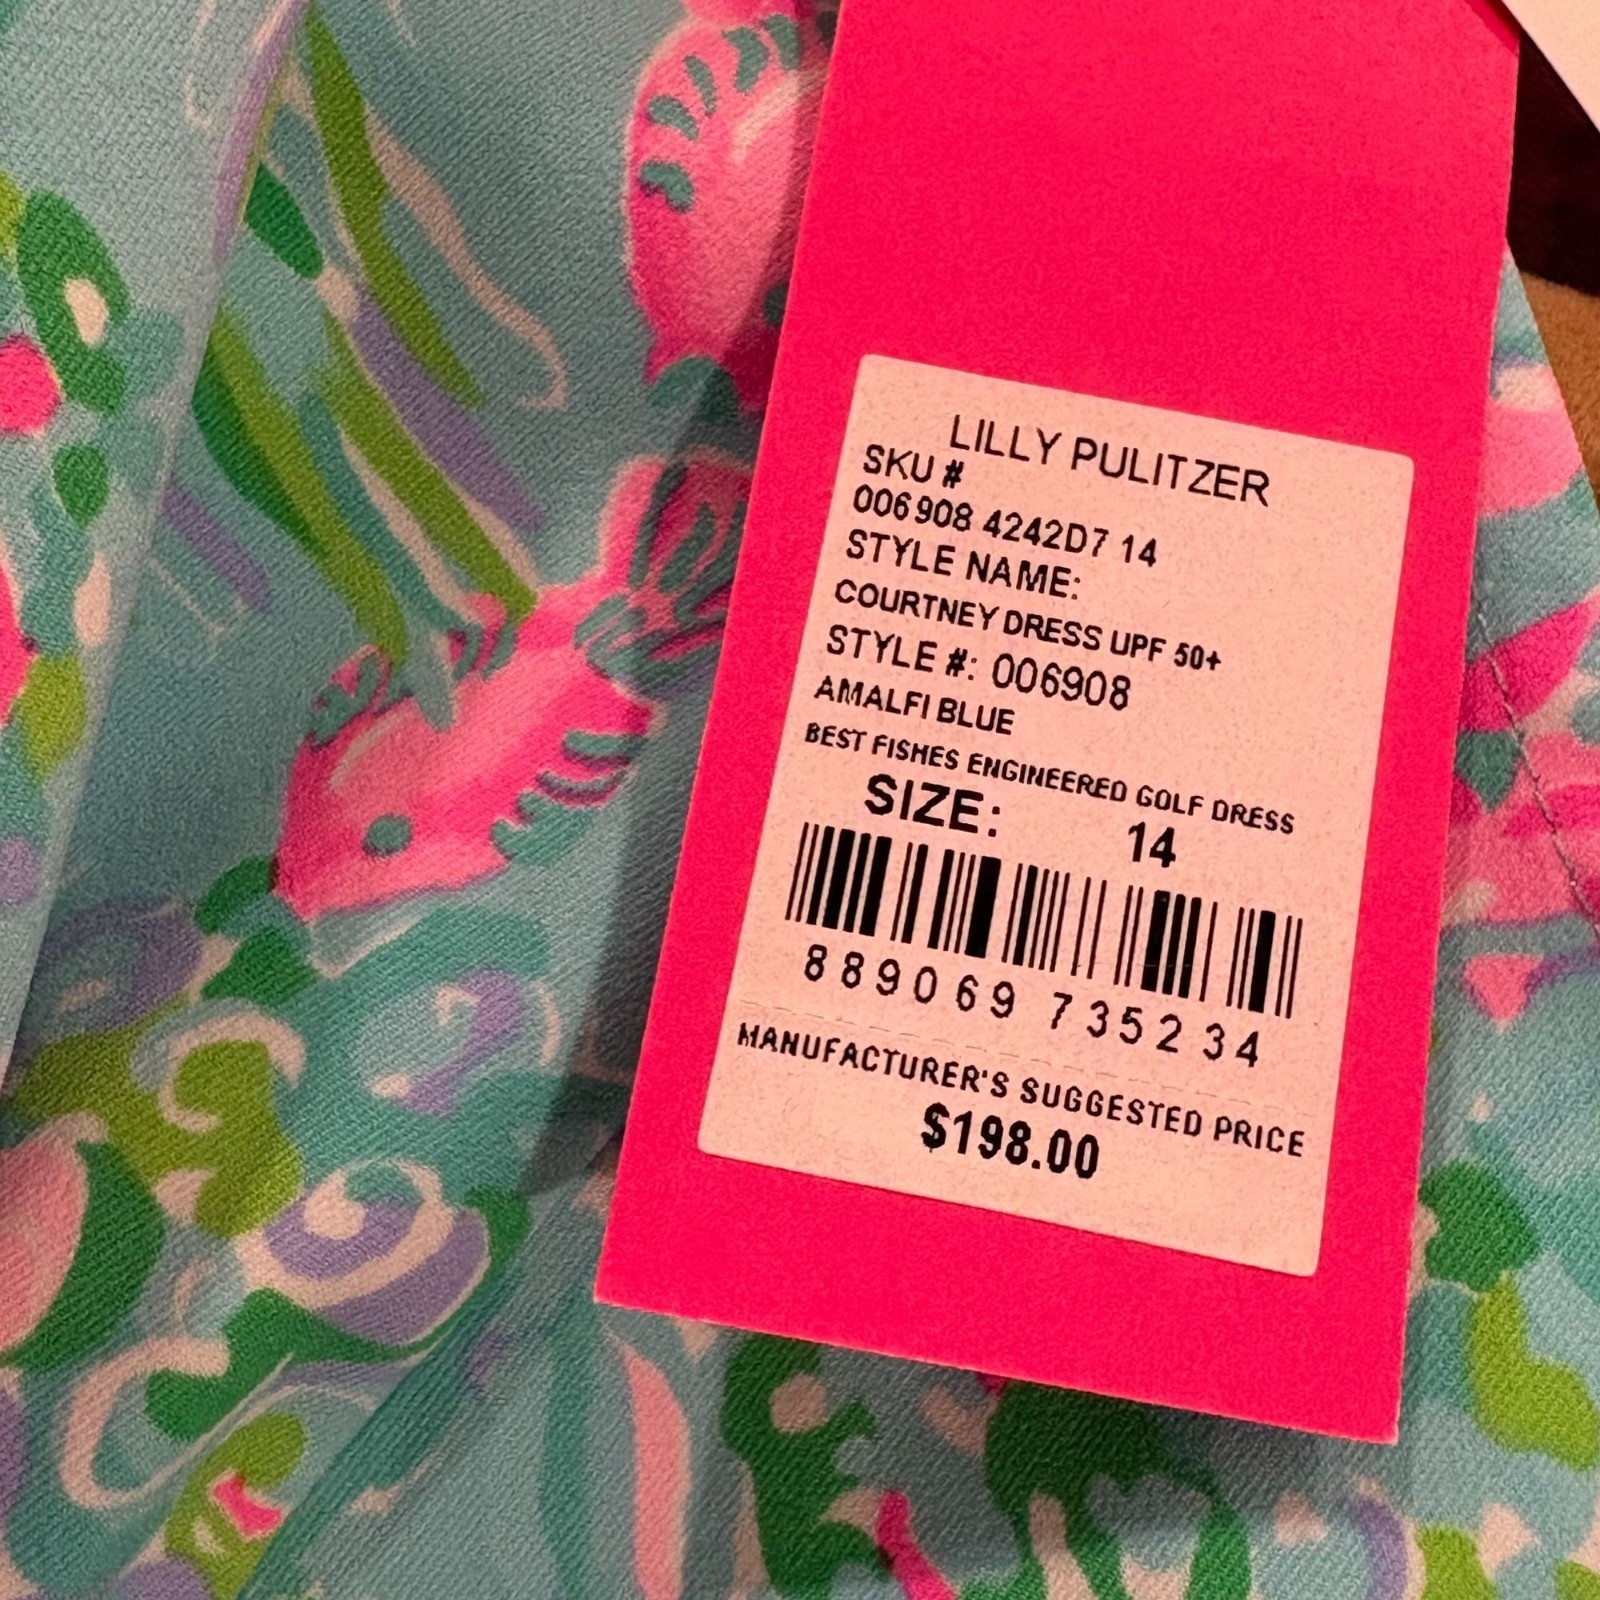 LILLY PULITZER
SKU #
006908 4242D7 14
STYLE NAME:
COURTNEY DRESS UPF 50+
STYLE #: 006908
AMALFI BLUE
BEST FISHES ENGINEERED GOLF DRESS
SIZE: 14
889069 735234
MANUFACTURER'S SUGGESTED PRICE
$198.00